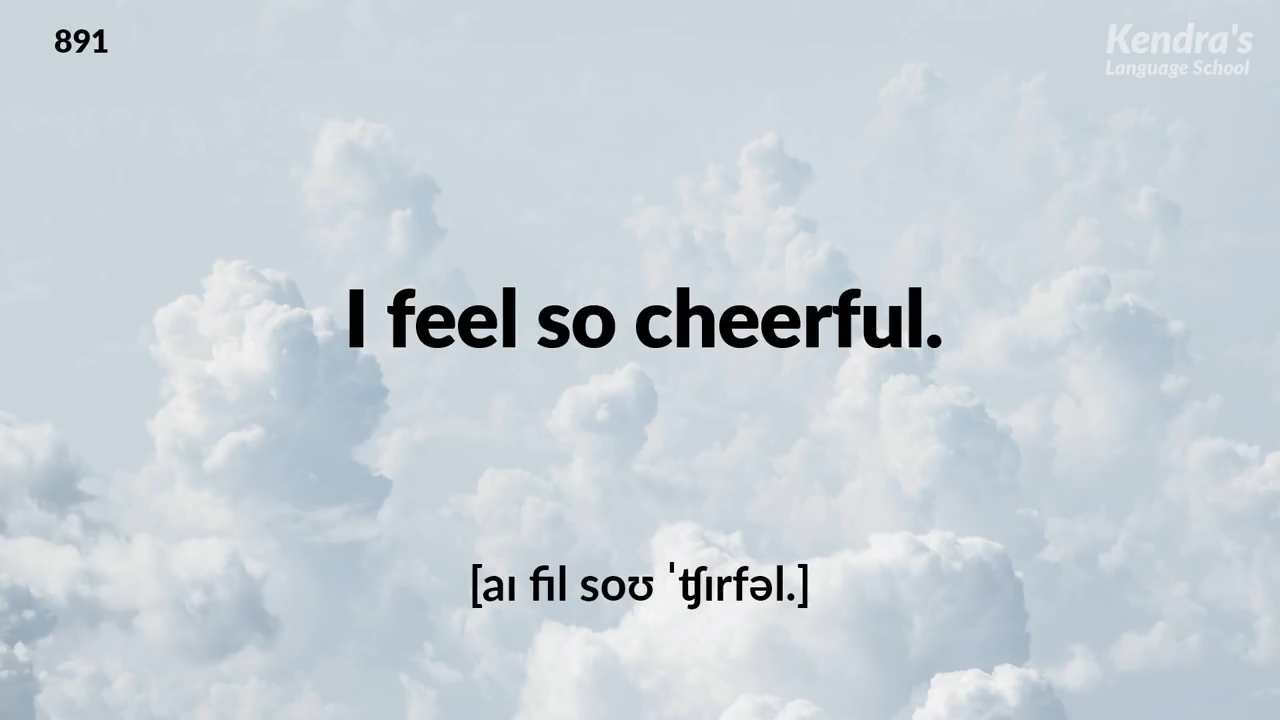 891
Kendra's
Language School
I feel so cheerful.
[aɪ fil soʊ ˈʧɪrfəl.]